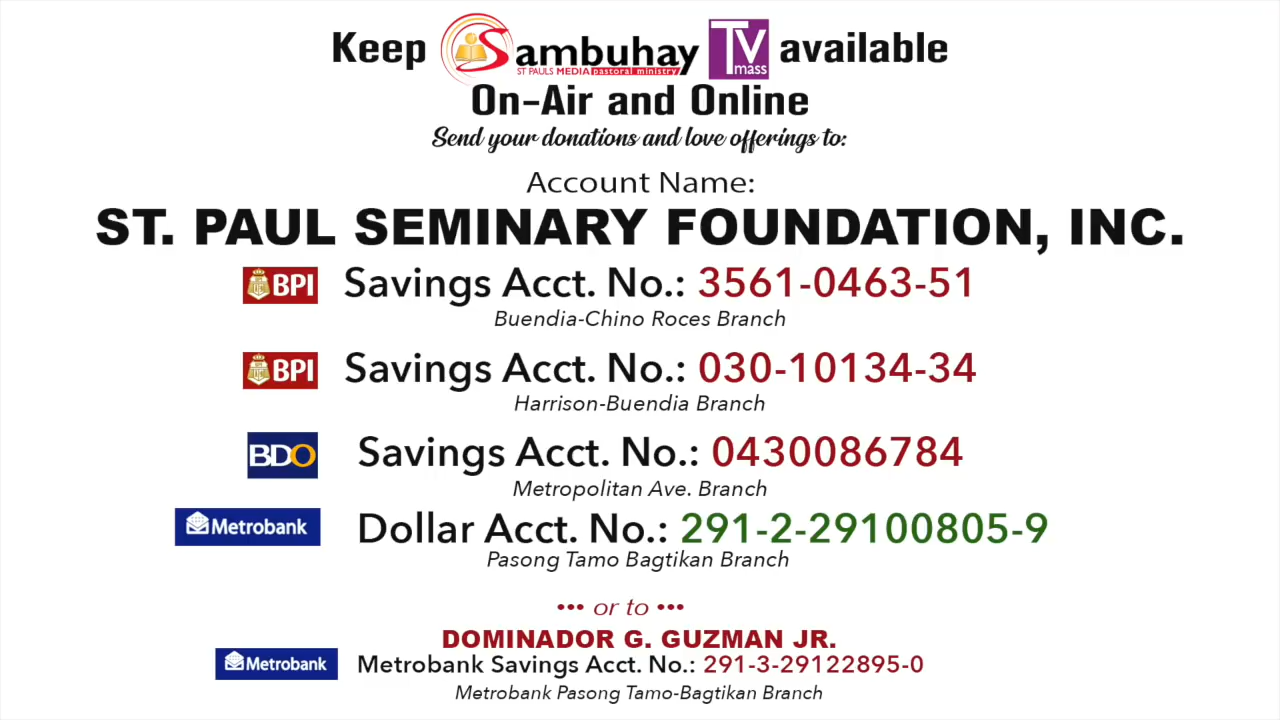 Keep Sambuhay TV mass available
ST PAULS MEDIA pastoral ministry
On-Air and Online
Send your donations and love offerings to:
Account Name:
ST. PAUL SEMINARY FOUNDATION, INC.
BPI Savings Acct. No.: 3561-0463-51
Buendia-Chino Roces Branch
BPI Savings Acct. No.: 030-10134-34
Harrison-Buendia Branch
BDO Savings Acct. No.: 0430086784
Metropolitan Ave. Branch
Metrobank Dollar Acct. No.: 291-2-29100805-9
Pasong Tamo Bagtikan Branch
••• or to •••
DOMINADOR G. GUZMAN JR.
Metrobank Metrobank Savings Acct. No.: 291-3-29122895-0
Metrobank Pasong Tamo-Bagtikan Branch